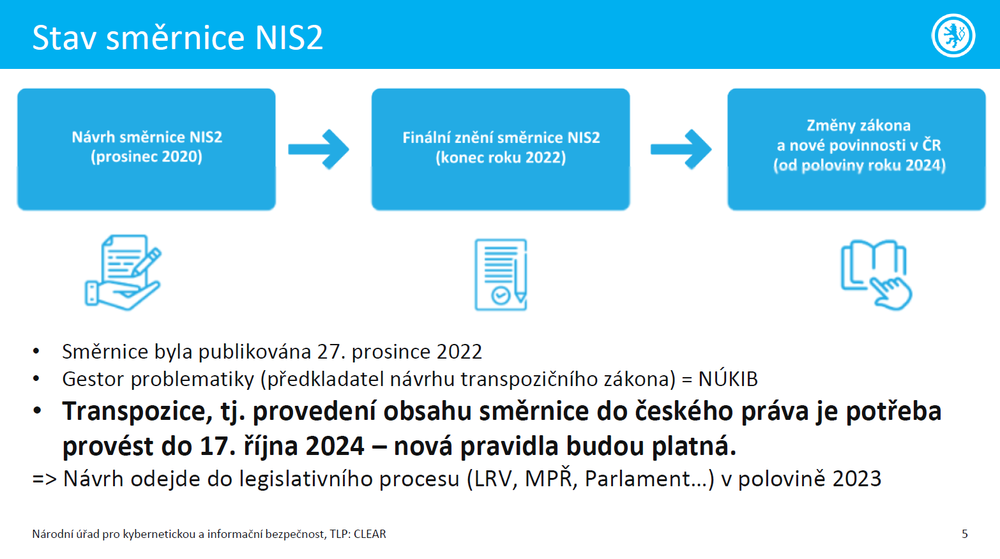 Stav směrnice NIS2
Návrh směrnice NIS2
(prosinec 2020)
Finální znění směrnice NIS2
(konec roku 2022)
Změny zákona
a nové povinnosti v ČR
(od poloviny roku 2024)
• Směrnice byla publikována 27. prosince 2022
• Gestor problematiky (předkladatel návrhu transpozičního zákona) = NÚKIB
• Transpozice, tj. provedení obsahu směrnice do českého práva je potřeba
provést do 17. října 2024 – nová pravidla budou platná.
=> Návrh odejde do legislativního procesu (LRV, MPŘ, Parlament…) v polovině 2023
Národní úřad pro kybernetickou a informační bezpečnost, TLP: CLEAR
5